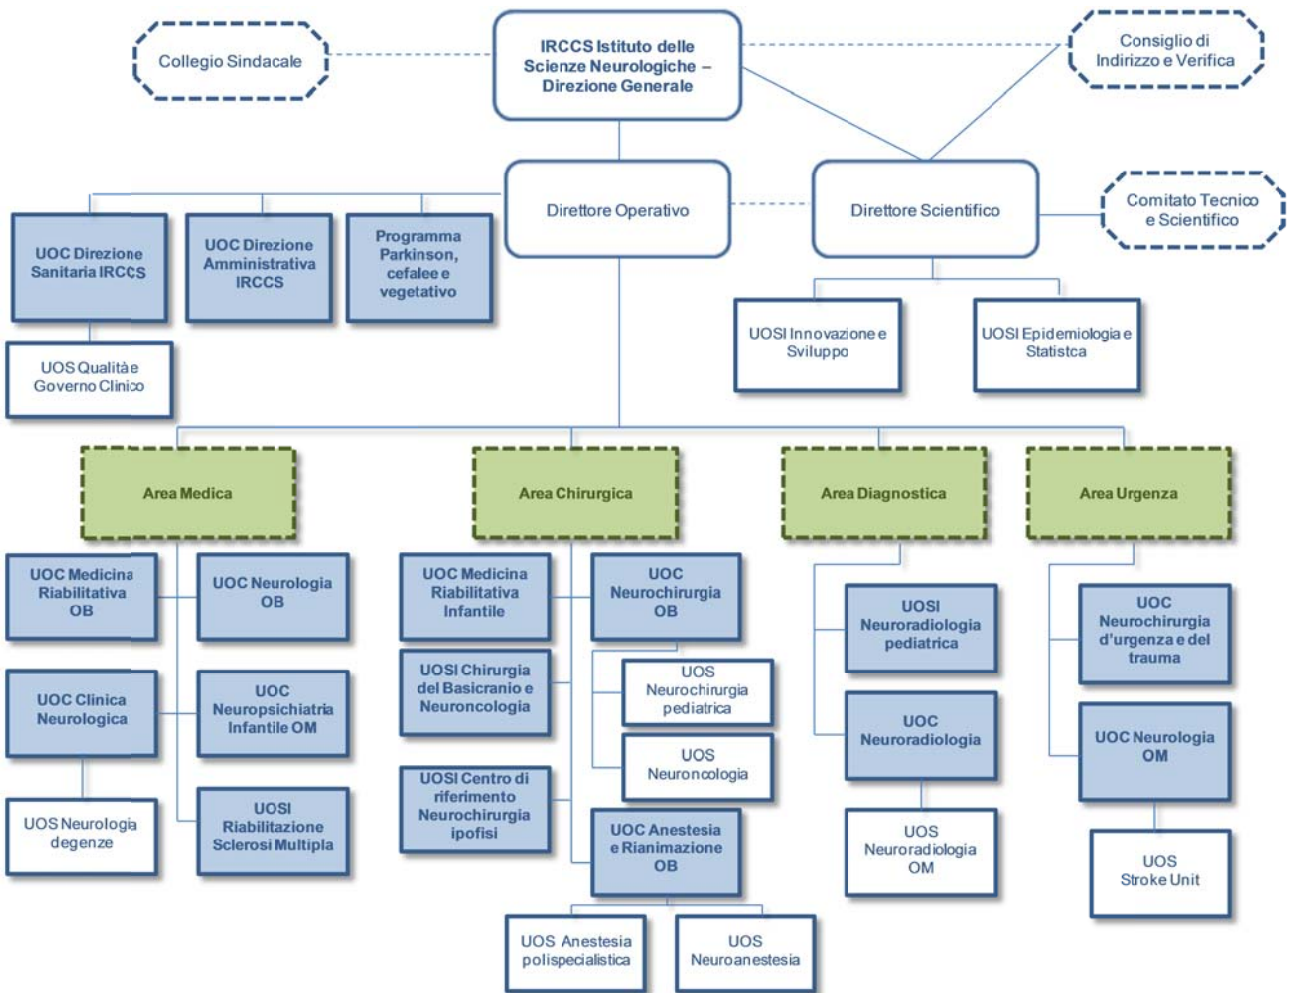 Collegio Sindacale
IRCCS Istituto delle
Scienze Neurologiche –
Direzione Generale
Consiglio di
Indirizzo e Verifica
Direttore Operativo
Direttore Scientifico
Comitato Tecnico
e Scientifico
UOC Direzione
Sanitaria IRCCS
UOC Direzione
Amministrativa
IRCCS
Programma
Parkinson,
cefalee e
vegetativo
UOS Qualità e
Governo Clinico
UOSI Innovazione e
Sviluppo
UOSI Epidemiologia e
Statistca
Area Medica
Area Chirurgica
Area Diagnostica
Area Urgenza
UOC Medicina
Riabilitativa
OB
UOC Neurologia
OB
UOC Clinica
Neurologica
UOC
Neuropsichiatria
Infantile OM
UOS Neurologia
degenze
UOSI
Riabilitazione
Sclerosi Multipla
UOC Medicina
Riabilitativa
Infantile
UOC
Neurochirurgia
OB
UOSI Chirurgia
del Basicranio e
Neuroncologia
UOS
Neurochirurgia
pediatrica
UOS
Neuroncologia
UOSI Centro di
riferimento
Neurochirurgia
ipofisi
UOC Anestesia
e Rianimazione
OB
UOS Anestesia
polispecialistica
UOS
Neuroanestesia
UOSI
Neuroradiologia
pediatrica
UOC
Neuroradiologia
UOS
Neuroradiologia
OM
UOC
Neurochirurgia
d'urgenza e del
trauma
UOC Neurologia
OM
UOS
Stroke Unit